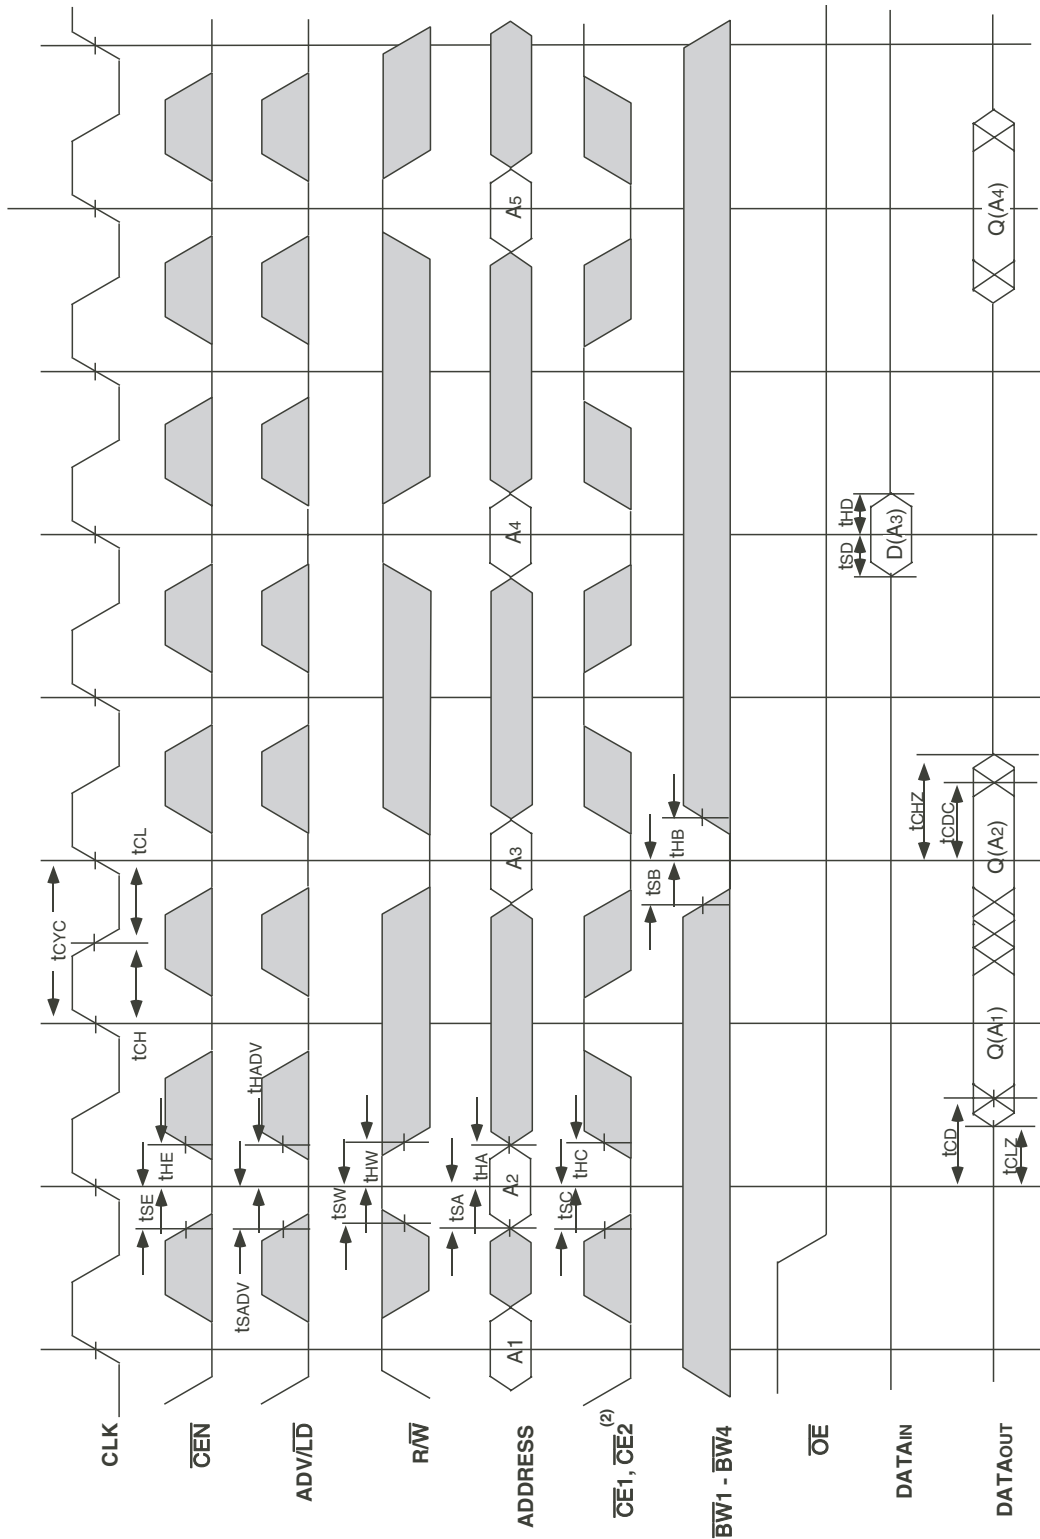 CLK
tCYC
tCH
tCL
CEN
tSE
tHE
ADV/LD
tSADV
tHADV
R/W
tSW
tHW
ADDRESS
A1
A2
A3
A4
A5
tSA
tHA
CE1, CE2 (2)
tSC
tHC
BW1 - BW4
tSB
tHB
OE
DATAIN
D(A3)
tSD
tHD
DATAOUT
tCD
tCLZ
Q(A1)
Q(A2)
tCHZ
tCDC
Q(A4)